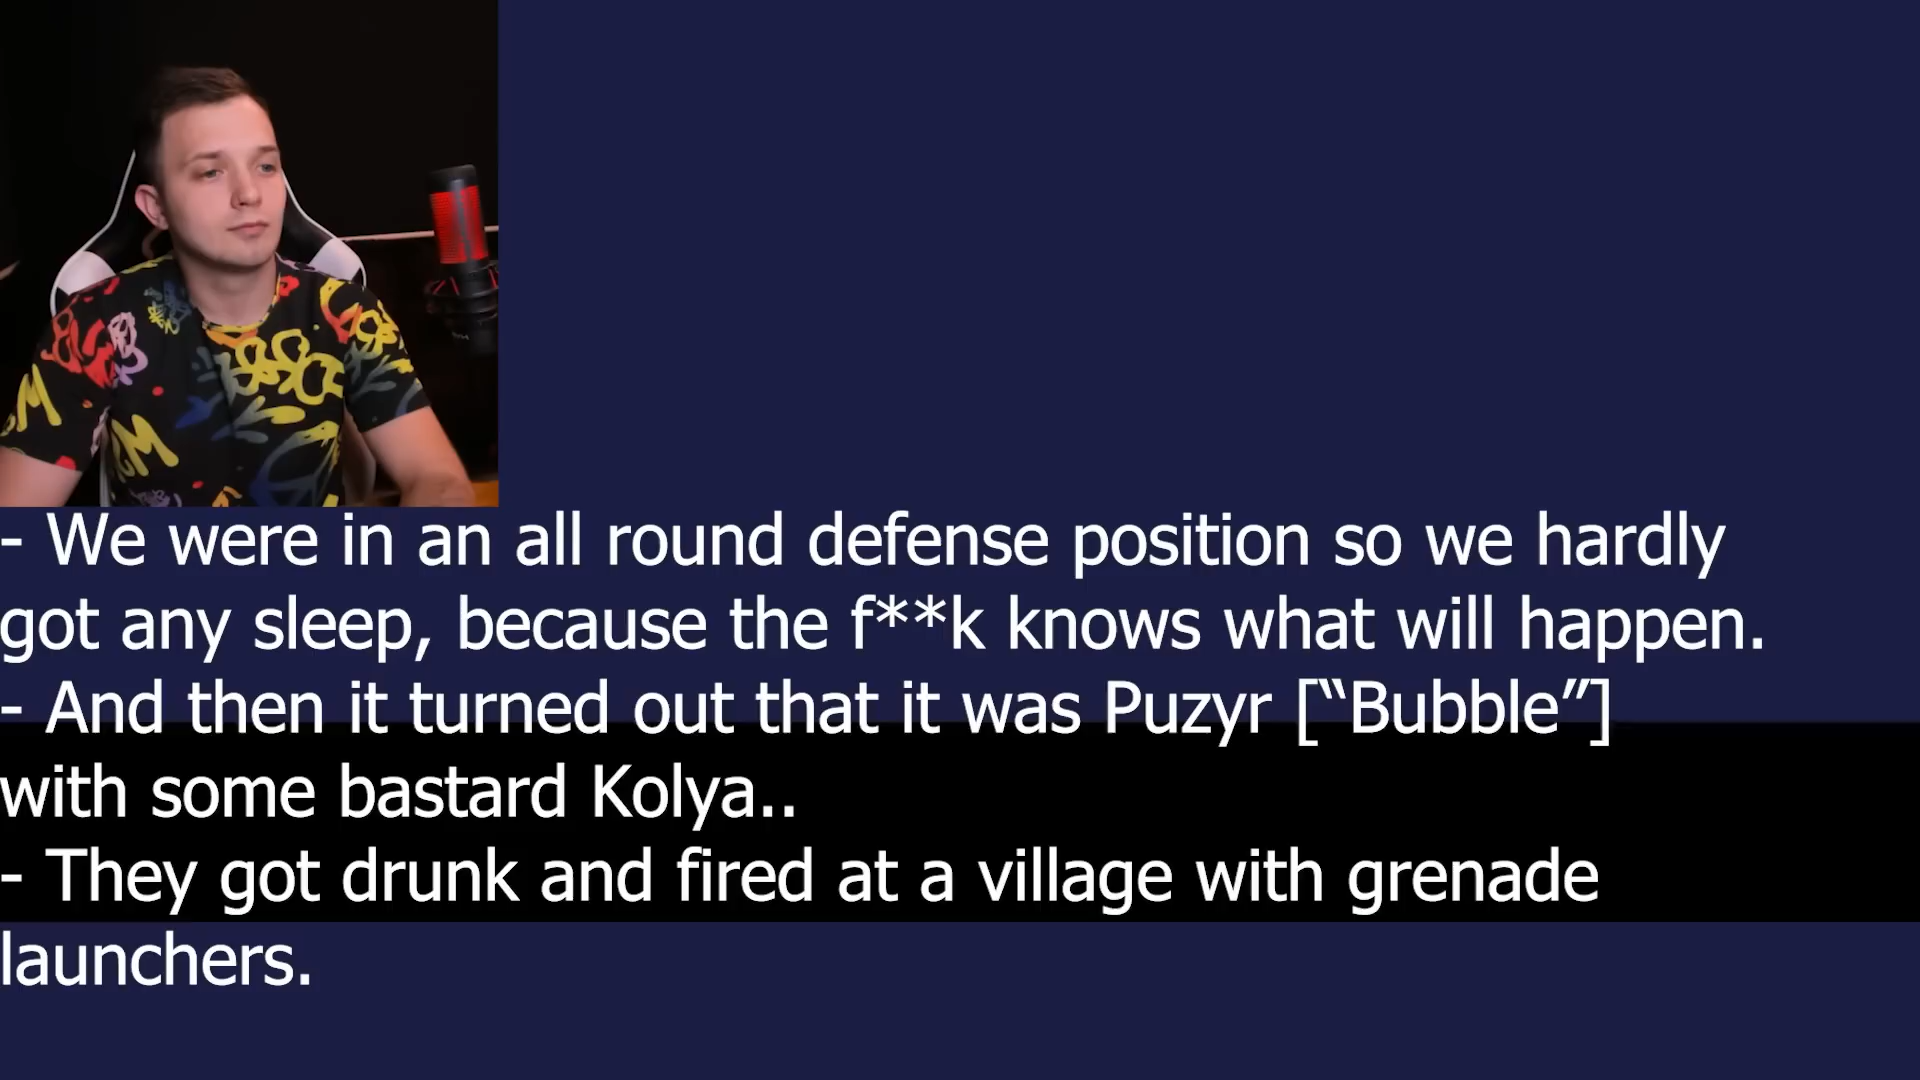 - We were in an all round defense position so we hardly
got any sleep, because the f**k knows what will happen.
- And then it turned out that it was Puzyr [“Bubble”]
with some bastard Kolya..
- They got drunk and fired at a village with grenade
launchers.